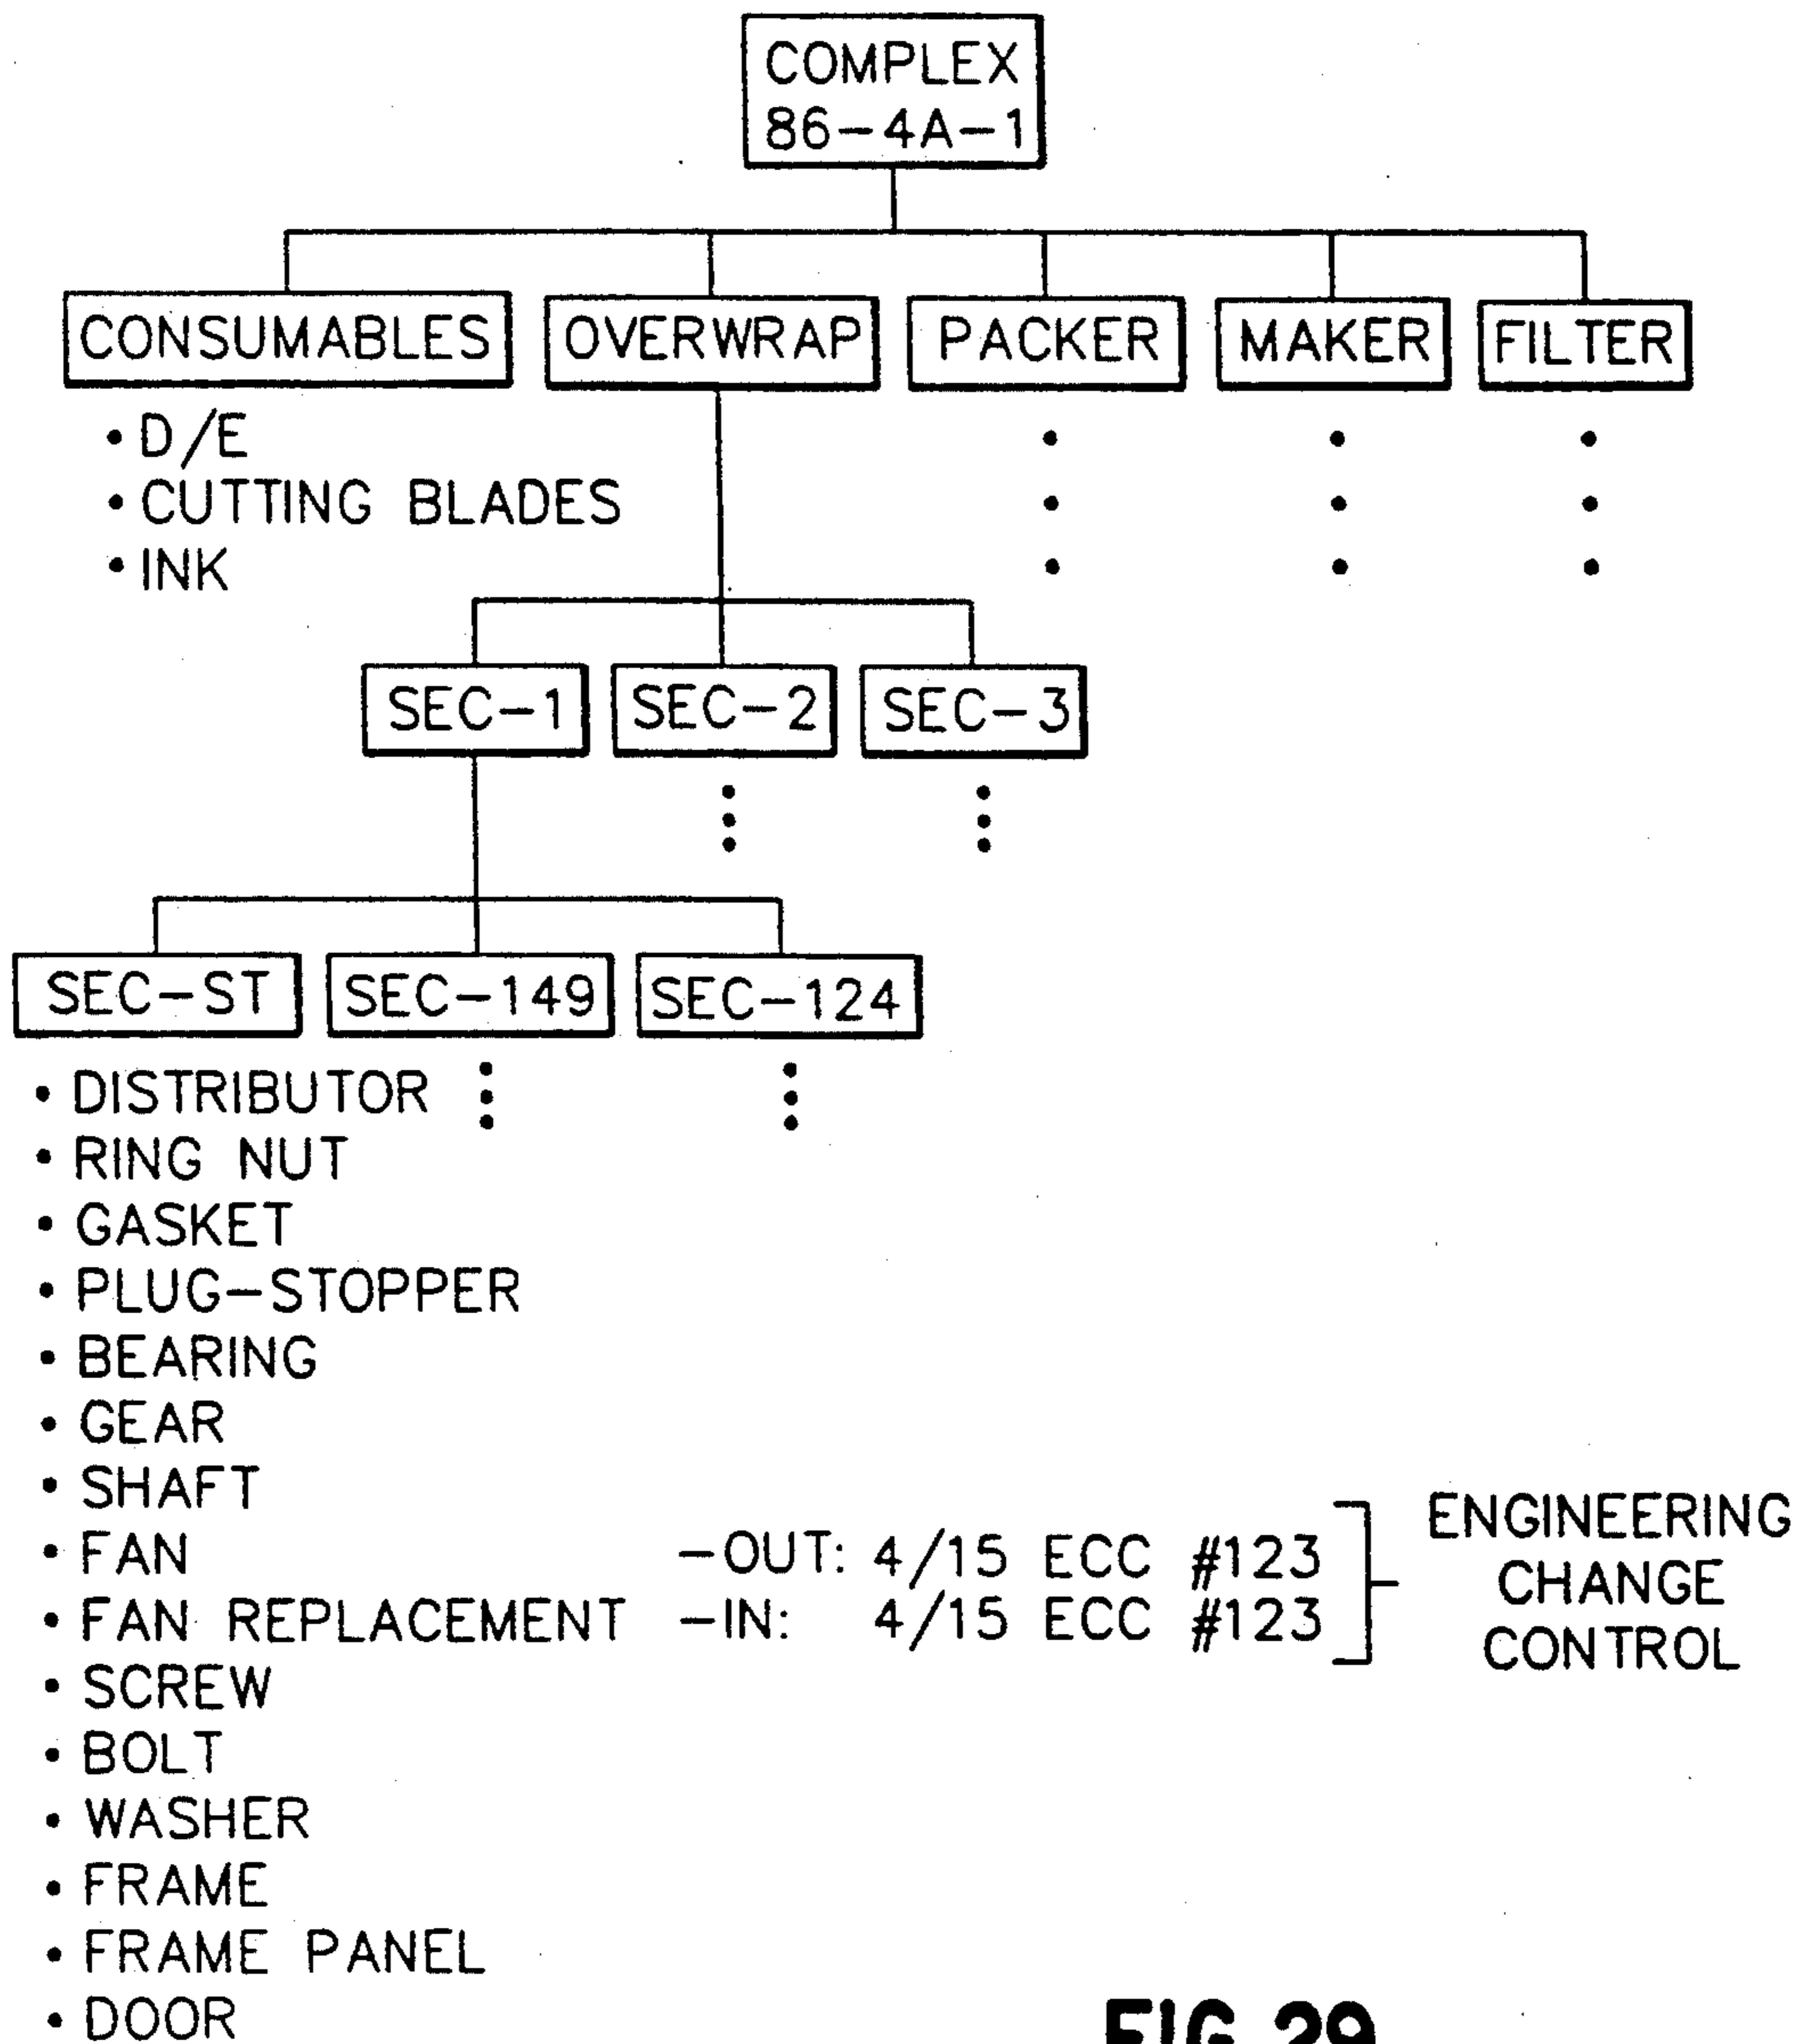 COMPLEX
86-4A-1
CONSUMABLES OVERWRAP PACKER MAKER FILTER
• D/E
• CUTTING BLADES
• INK
SEC-1 SEC-2 SEC-3
SEC-ST SEC-149 SEC-124
• DISTRIBUTOR
• RING NUT
• GASKET
• PLUG-STOPPER
• BEARING
• GEAR
• SHAFT
• FAN -OUT: 4/15 ECC #123
• FAN REPLACEMENT -IN: 4/15 ECC #123
ENGINEERING
CHANGE
CONTROL
• SCREW
• BOLT
• WASHER
• FRAME
• FRAME PANEL
• DOOR
FIG. 29